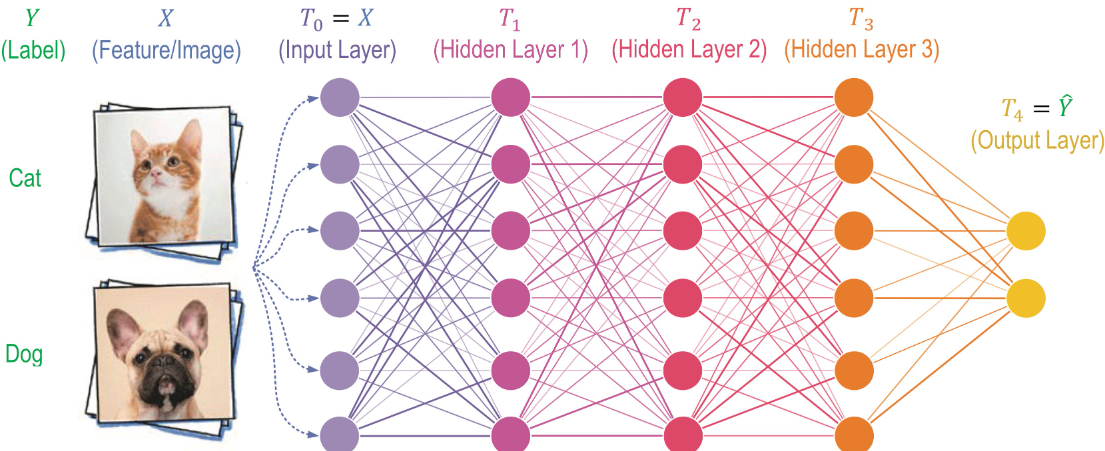 Y X T₀ = X T₁ T₂ T₃
(Label) (Feature/Image) (Input Layer) (Hidden Layer 1) (Hidden Layer 2) (Hidden Layer 3)
T₄ = Ŷ
(Output Layer)
Cat
Dog